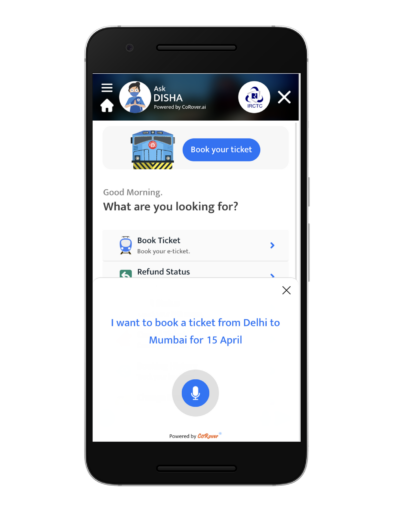 Ask
DISHA
Powered by CoRover.ai
IRCTC
Book your ticket
Good Morning.
What are you looking for?
Book Ticket
Book your e-ticket.
Refund Status
I want to book a ticket from Delhi to
Mumbai for 15 April
Powered by CoRover